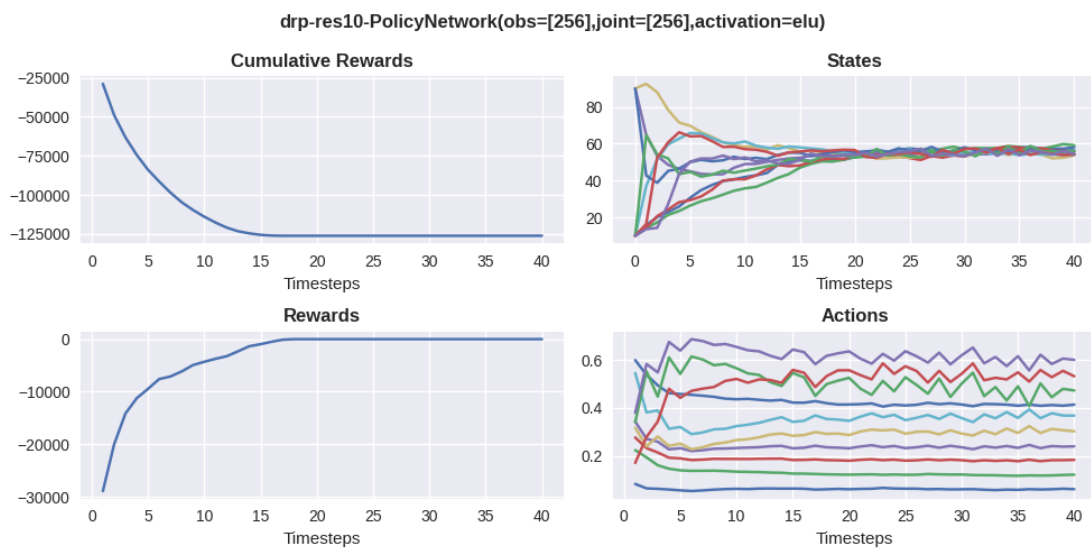 drp-res10-PolicyNetwork(obs=[256],joint=[256],activation=elu)
Cumulative Rewards
−25000
−50000
−75000
−100000
−125000
0 5 10 15 20 25 30 35 40
Timesteps
States
80
60
40
20
0 5 10 15 20 25 30 35 40
Timesteps
Rewards
0
−10000
−20000
−30000
0 5 10 15 20 25 30 35 40
Timesteps
Actions
0.6
0.4
0.2
0 5 10 15 20 25 30 35 40
Timesteps